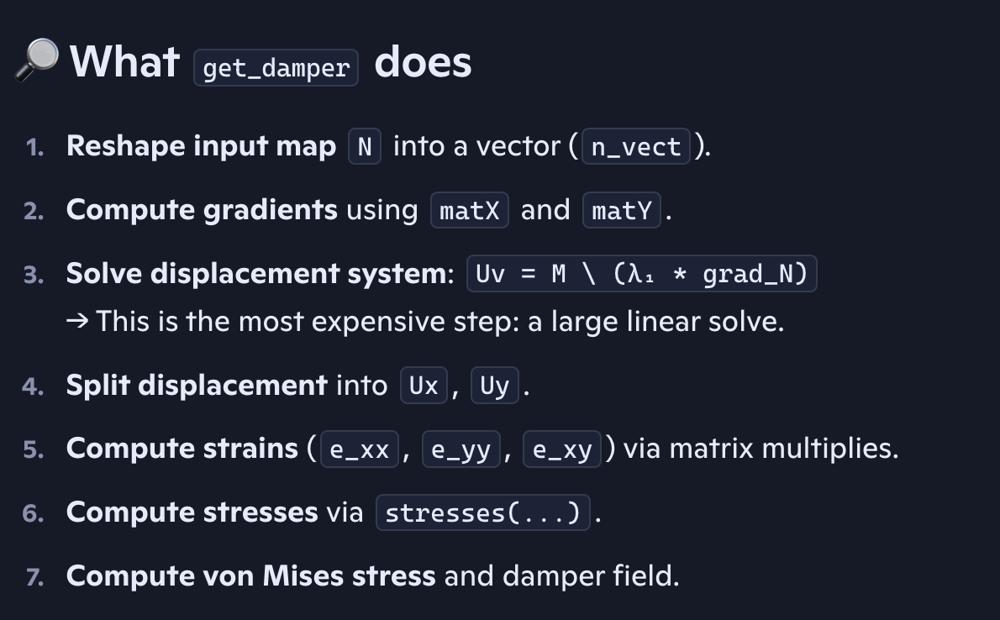 🔎 What get_damper does
1. Reshape input map N into a vector (n_vect).
2. Compute gradients using matX and matY.
3. Solve displacement system: Uv = M \ (λ₁ * grad_N)
→ This is the most expensive step: a large linear solve.
4. Split displacement into Ux, Uy.
5. Compute strains (e_xx, e_yy, e_xy) via matrix multiplies.
6. Compute stresses via stresses(...).
7. Compute von Mises stress and damper field.